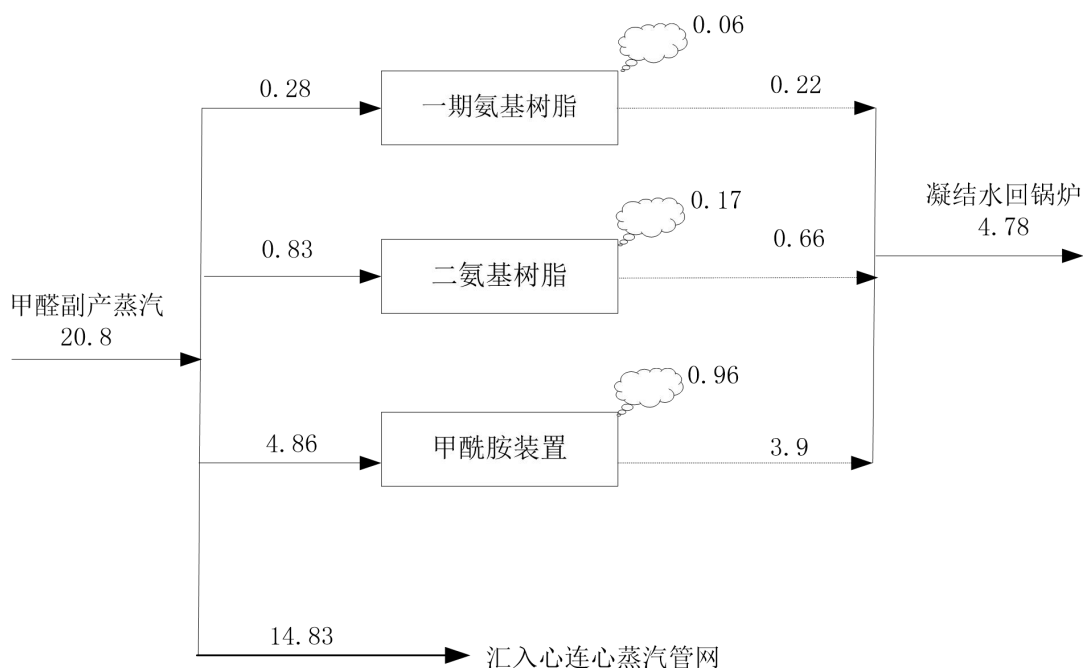 0.06
0.28
一期氨基树脂
0.22
0.17
凝结水回锅炉
4.78
0.83
二氨基树脂
0.66
甲醛副产蒸汽
20.8
0.96
4.86
甲酰胺装置
3.9
14.83
汇入心连心蒸汽管网